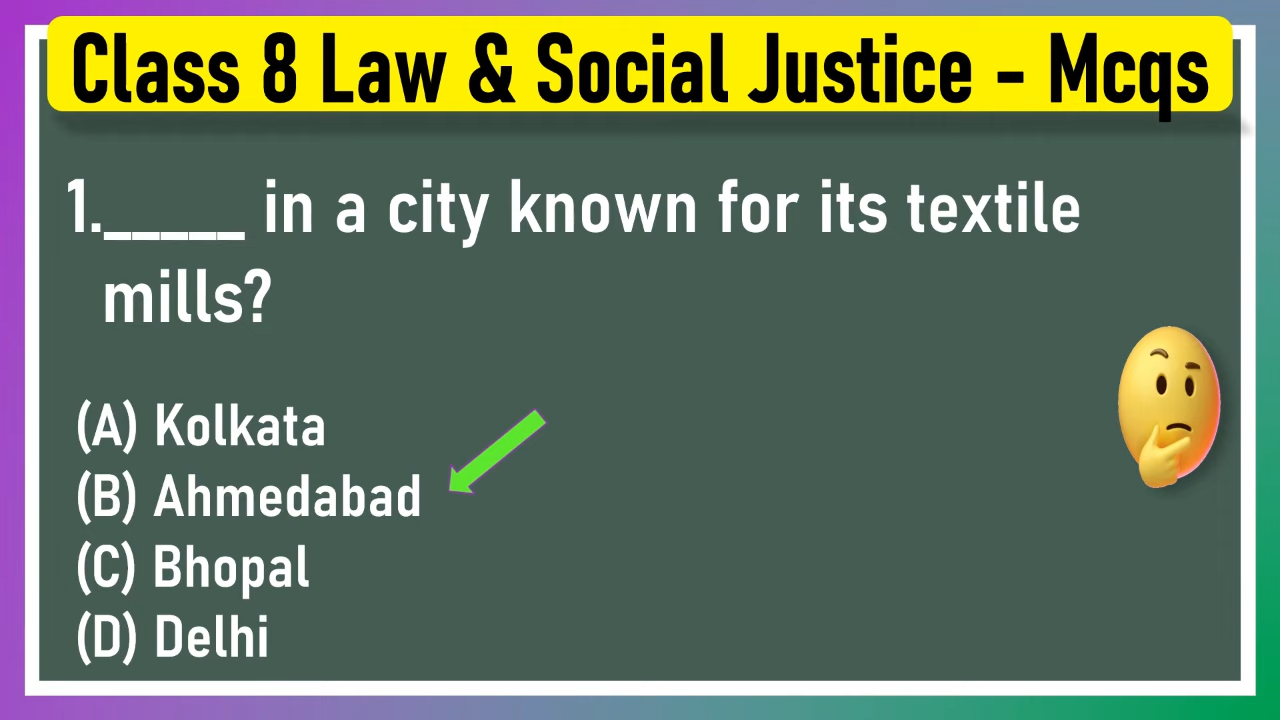 Class 8 Law & Social Justice - Mcqs
1._____ in a city known for its textile
mills?
(A) Kolkata
(B) Ahmedabad
(C) Bhopal
(D) Delhi